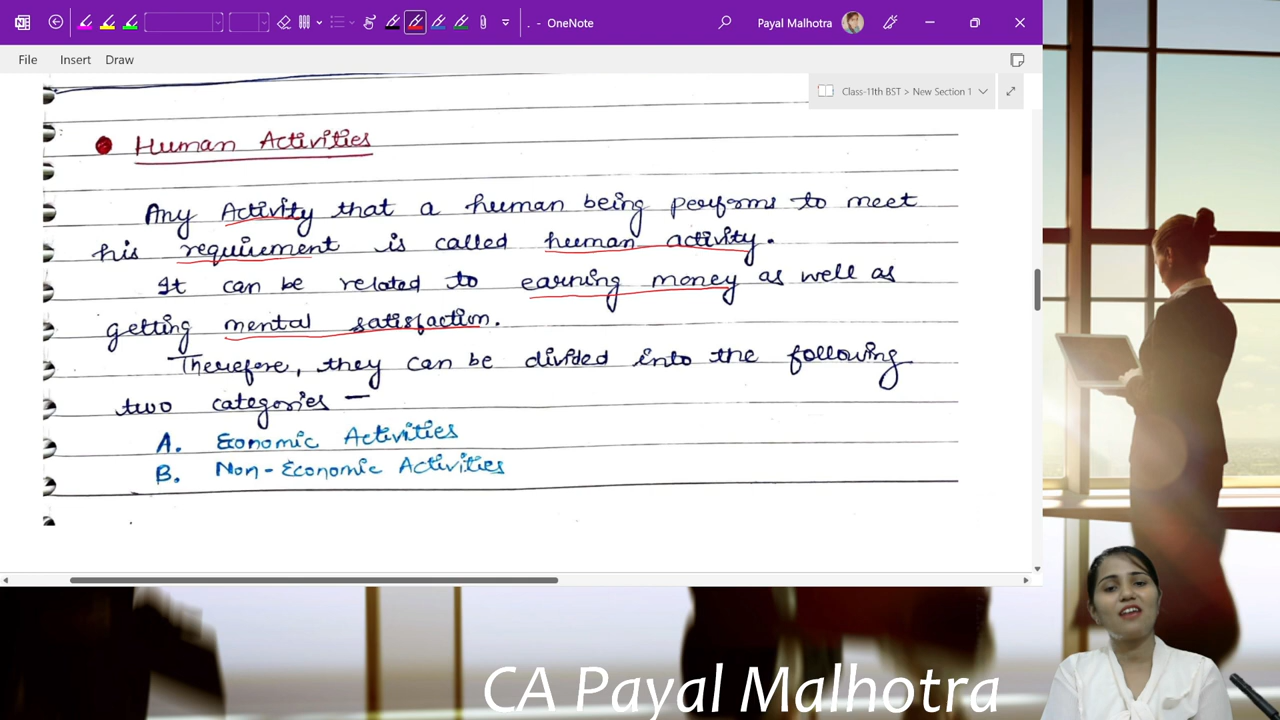 . - OneNote
Payal Malhotra
File Insert Draw
Class-11th BST > New Section 1
Human Activities
Any Activity that a human being performs to meet
his requirement is called human activity.
It can be related to earning money as well as
getting mental satisfaction.
Therefore, they can be divided into the following
two categories —
A. Economic Activities
B. Non-Economic Activities
CA Payal Malhotra